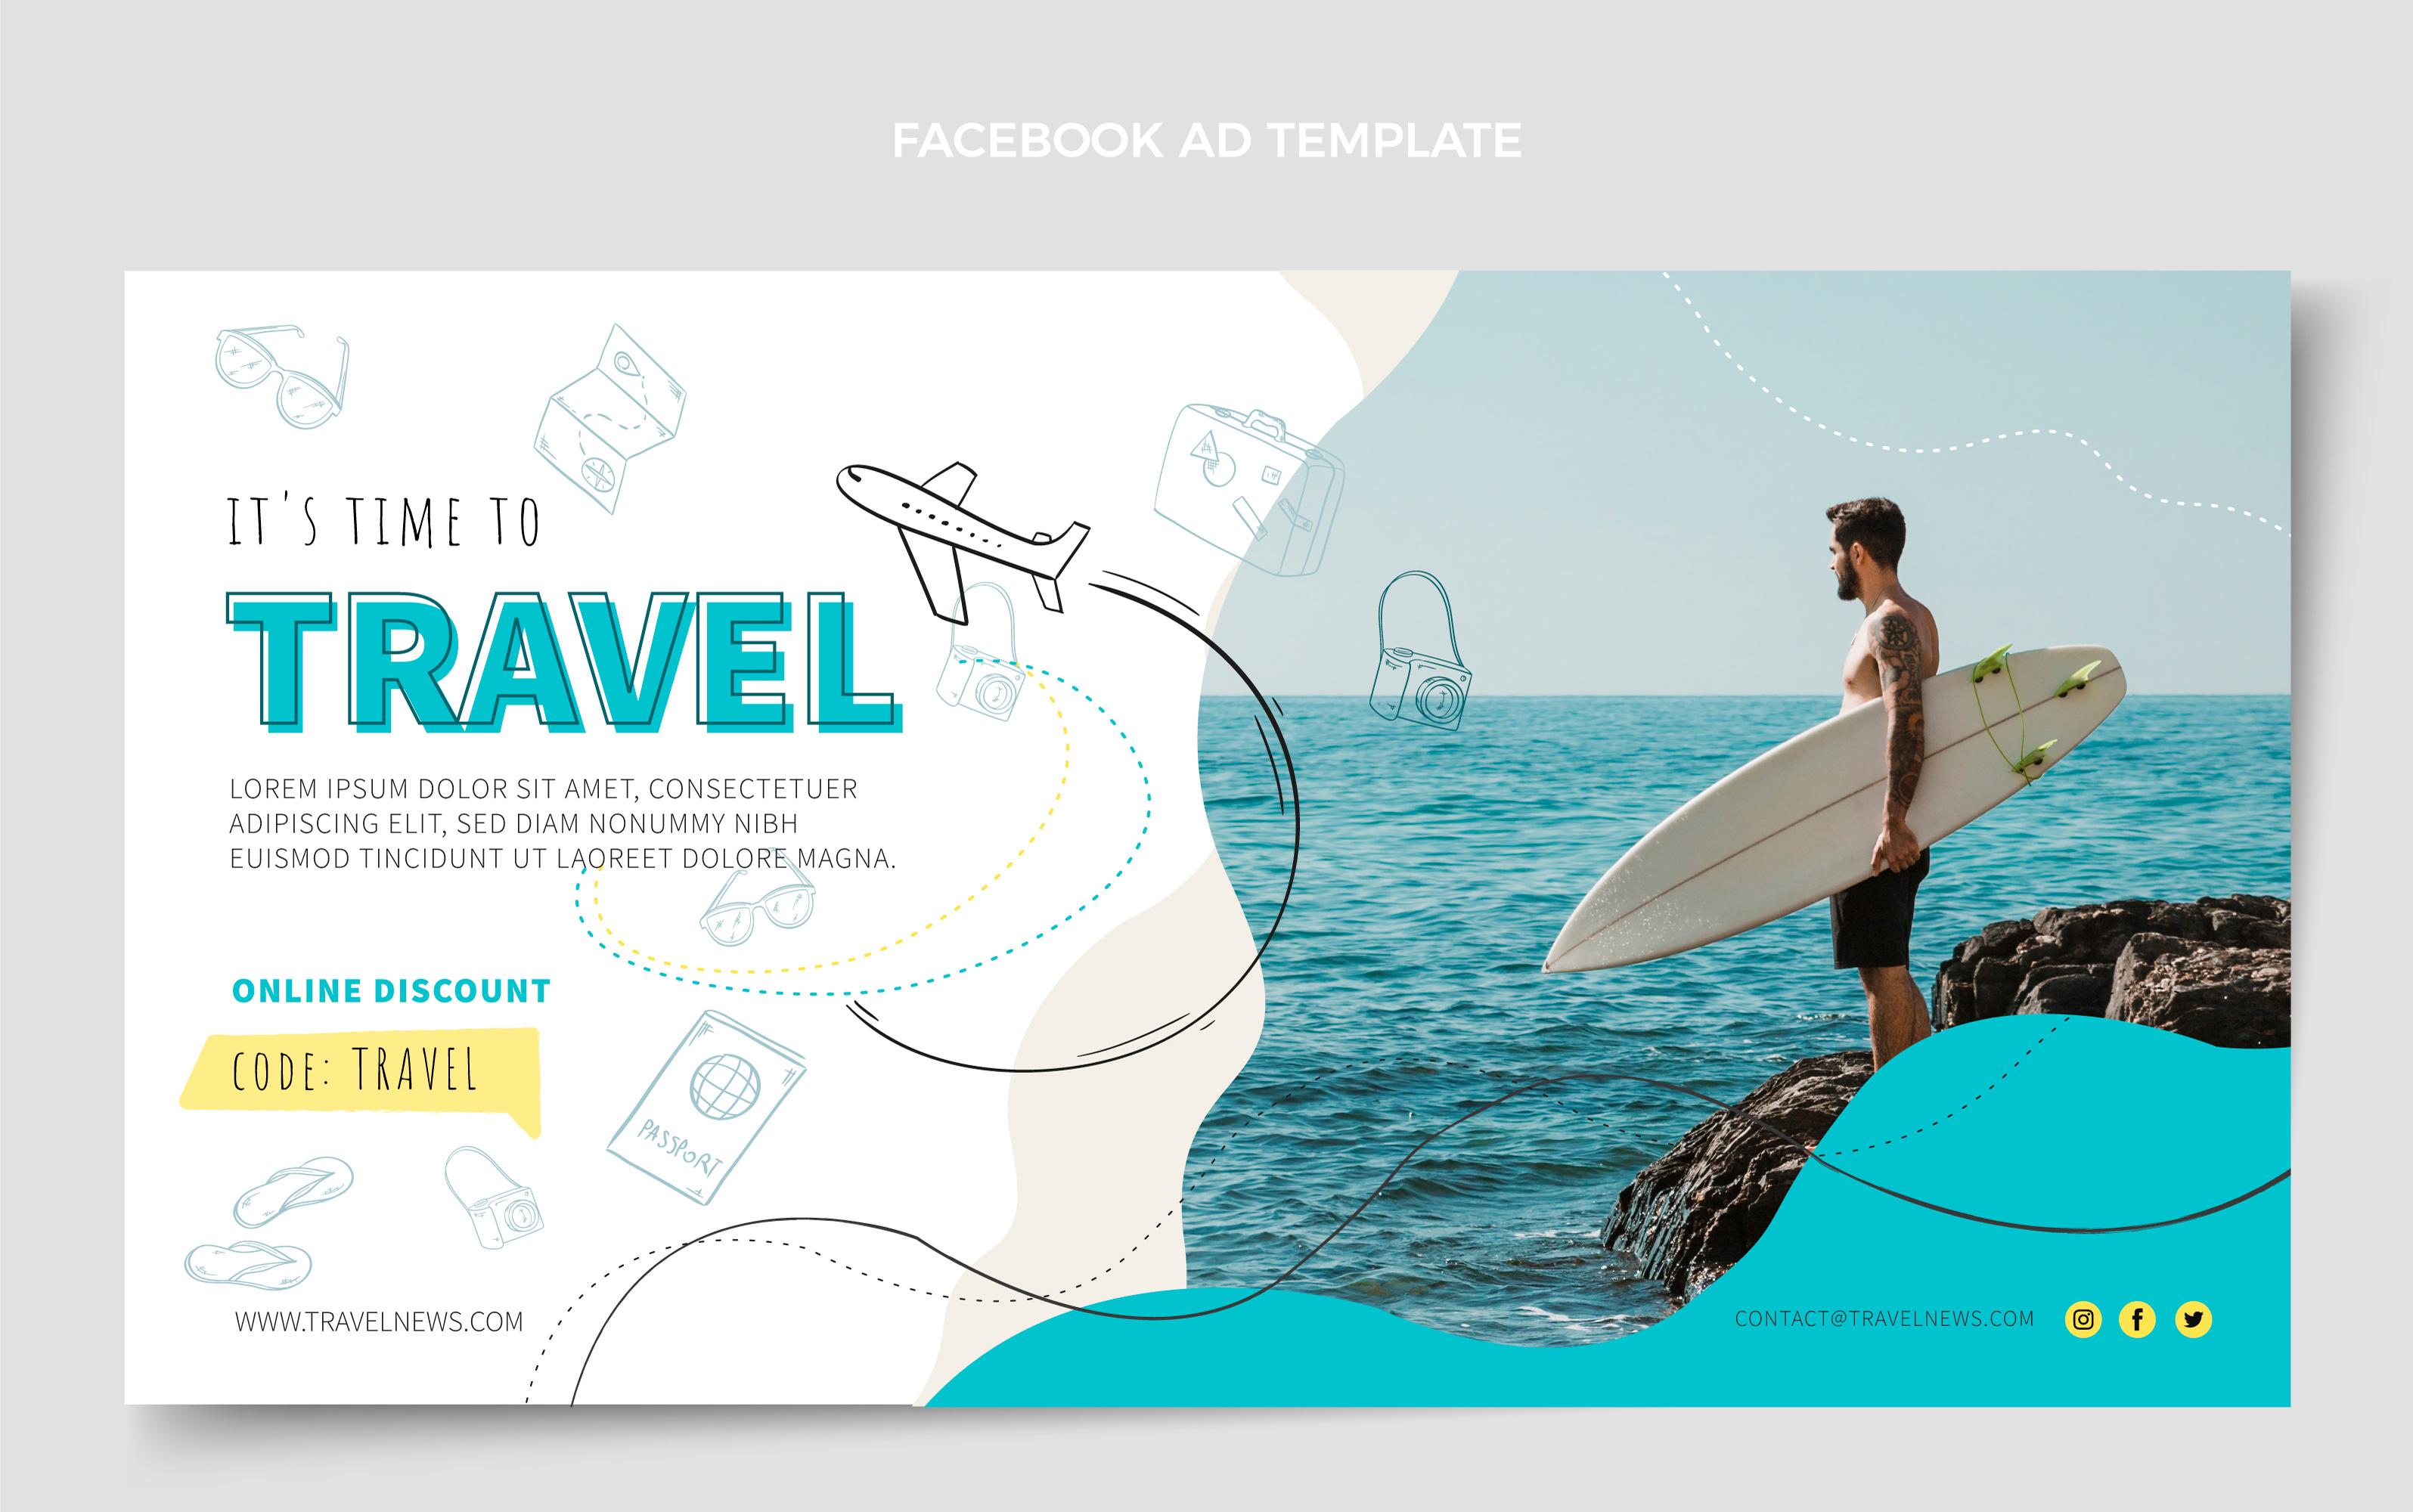 FACEBOOK AD TEMPLATE
IT'S TIME TO
TRAVEL
LOREM IPSUM DOLOR SIT AMET, CONSECTETUER
ADIPISCING ELIT, SED DIAM NONUMMY NIBH
EUISMOD TINCIDUNT UT LAOREET DOLORE MAGNA.
ONLINE DISCOUNT
CODE: TRAVEL
PASSPORT
WWW.TRAVELNEWS.COM
CONTACT@TRAVELNEWS.COM